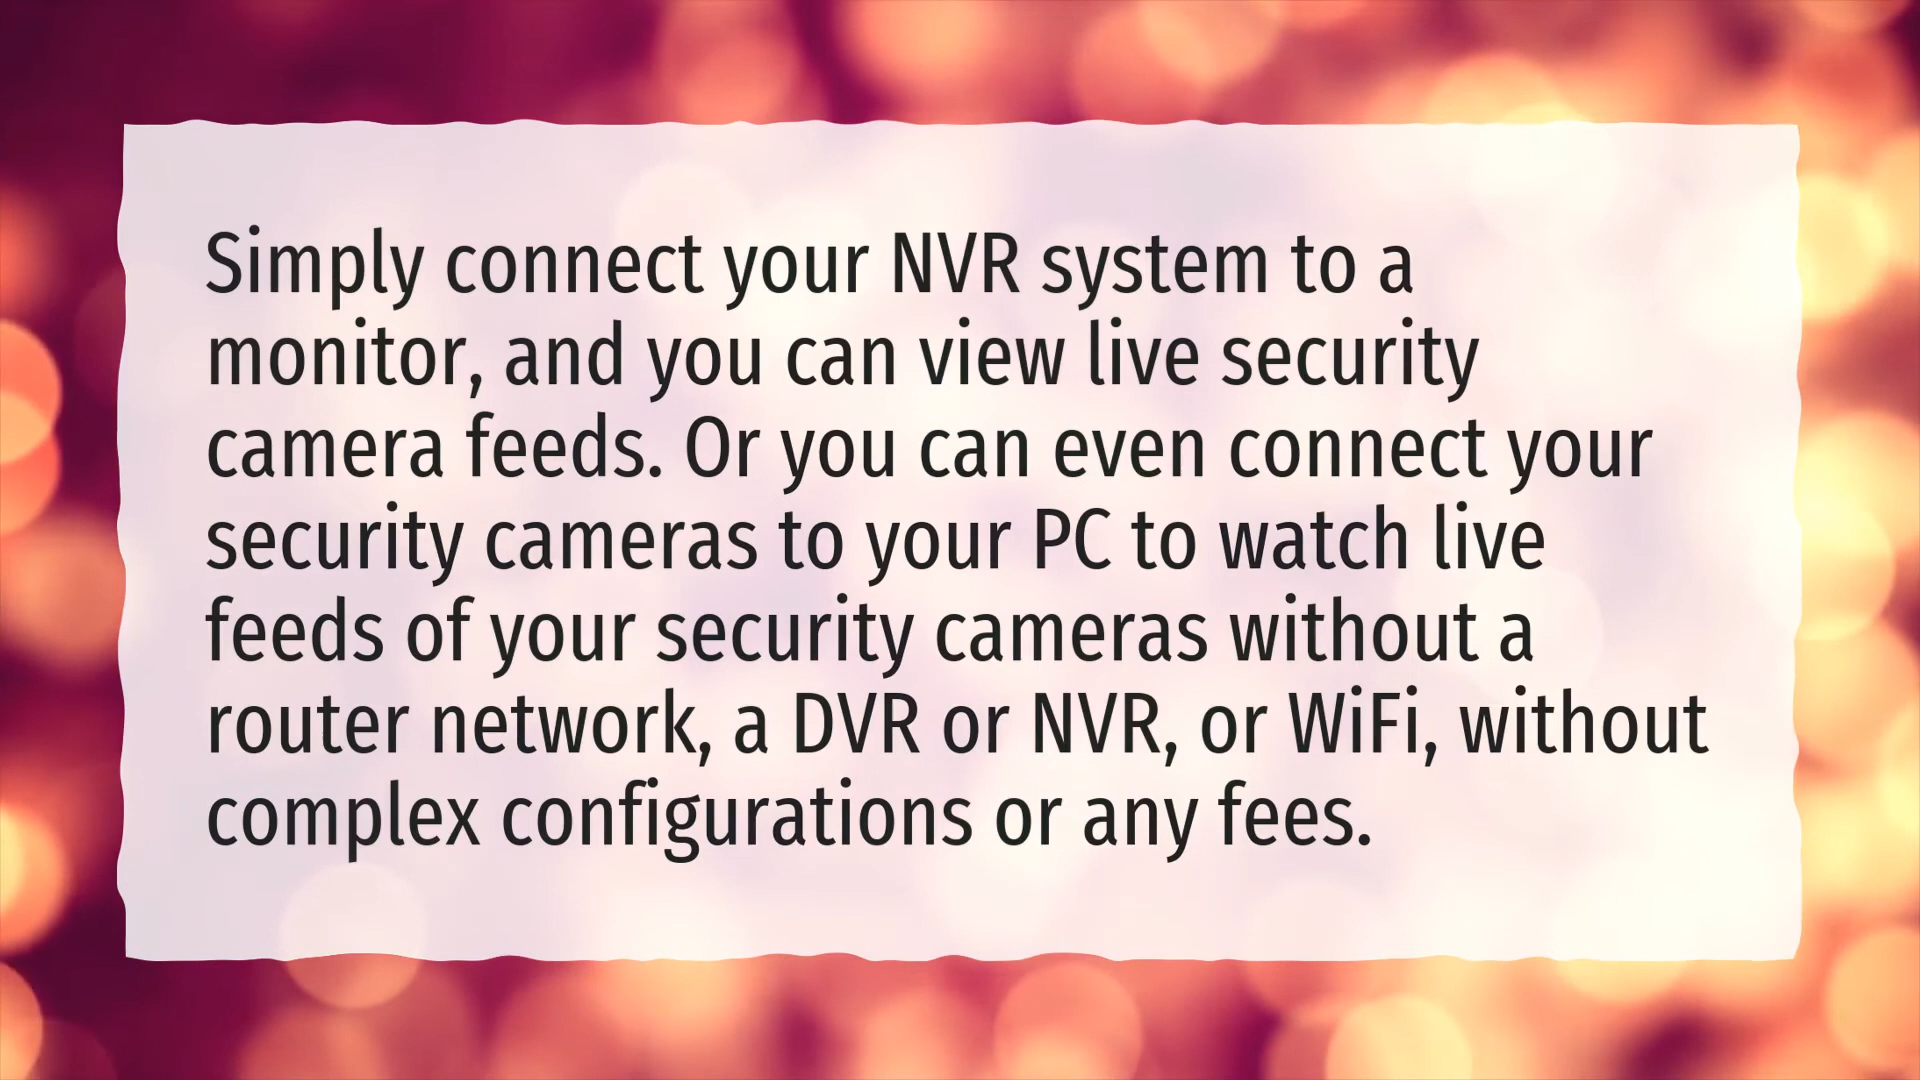 Simply connect your NVR system to a
monitor, and you can view live security
camera feeds. Or you can even connect your
security cameras to your PC to watch live
feeds of your security cameras without a
router network, a DVR or NVR, or WiFi, without
complex configurations or any fees.